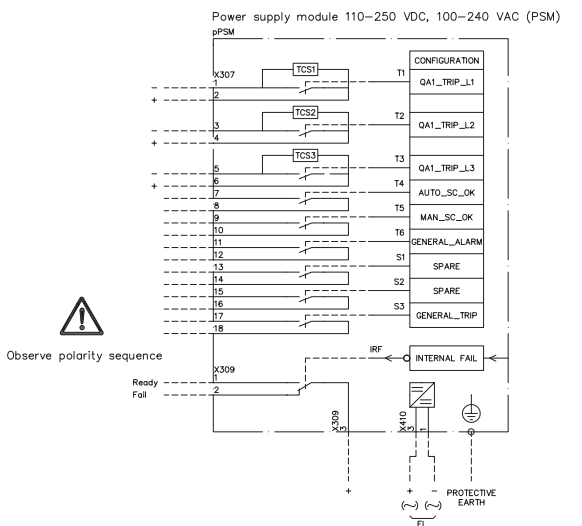 Power supply module 110-250 VDC, 100-240 VAC (PSM)
pPSM
CONFIGURATION
X307
TCS1
T1
QA1_TRIP_L1
1
2
+
TCS2
T2
QA1_TRIP_L2
3
4
+
TCS3
T3
QA1_TRIP_L3
5
6
+
T4
AUTO_SC_OK
7
8
T5
MAN_SC_OK
9
10
T6
GENERAL_ALARM
11
12
S1
SPARE
13
14
S2
SPARE
15
16
S3
GENERAL_TRIP
17
18
Observe polarity sequence
IRF
INTERNAL FAIL
X309
Ready
1
Fail
2
X309
3
X410
3
1
+
+
-
PROTECTIVE
EARTH
(~)
(~)